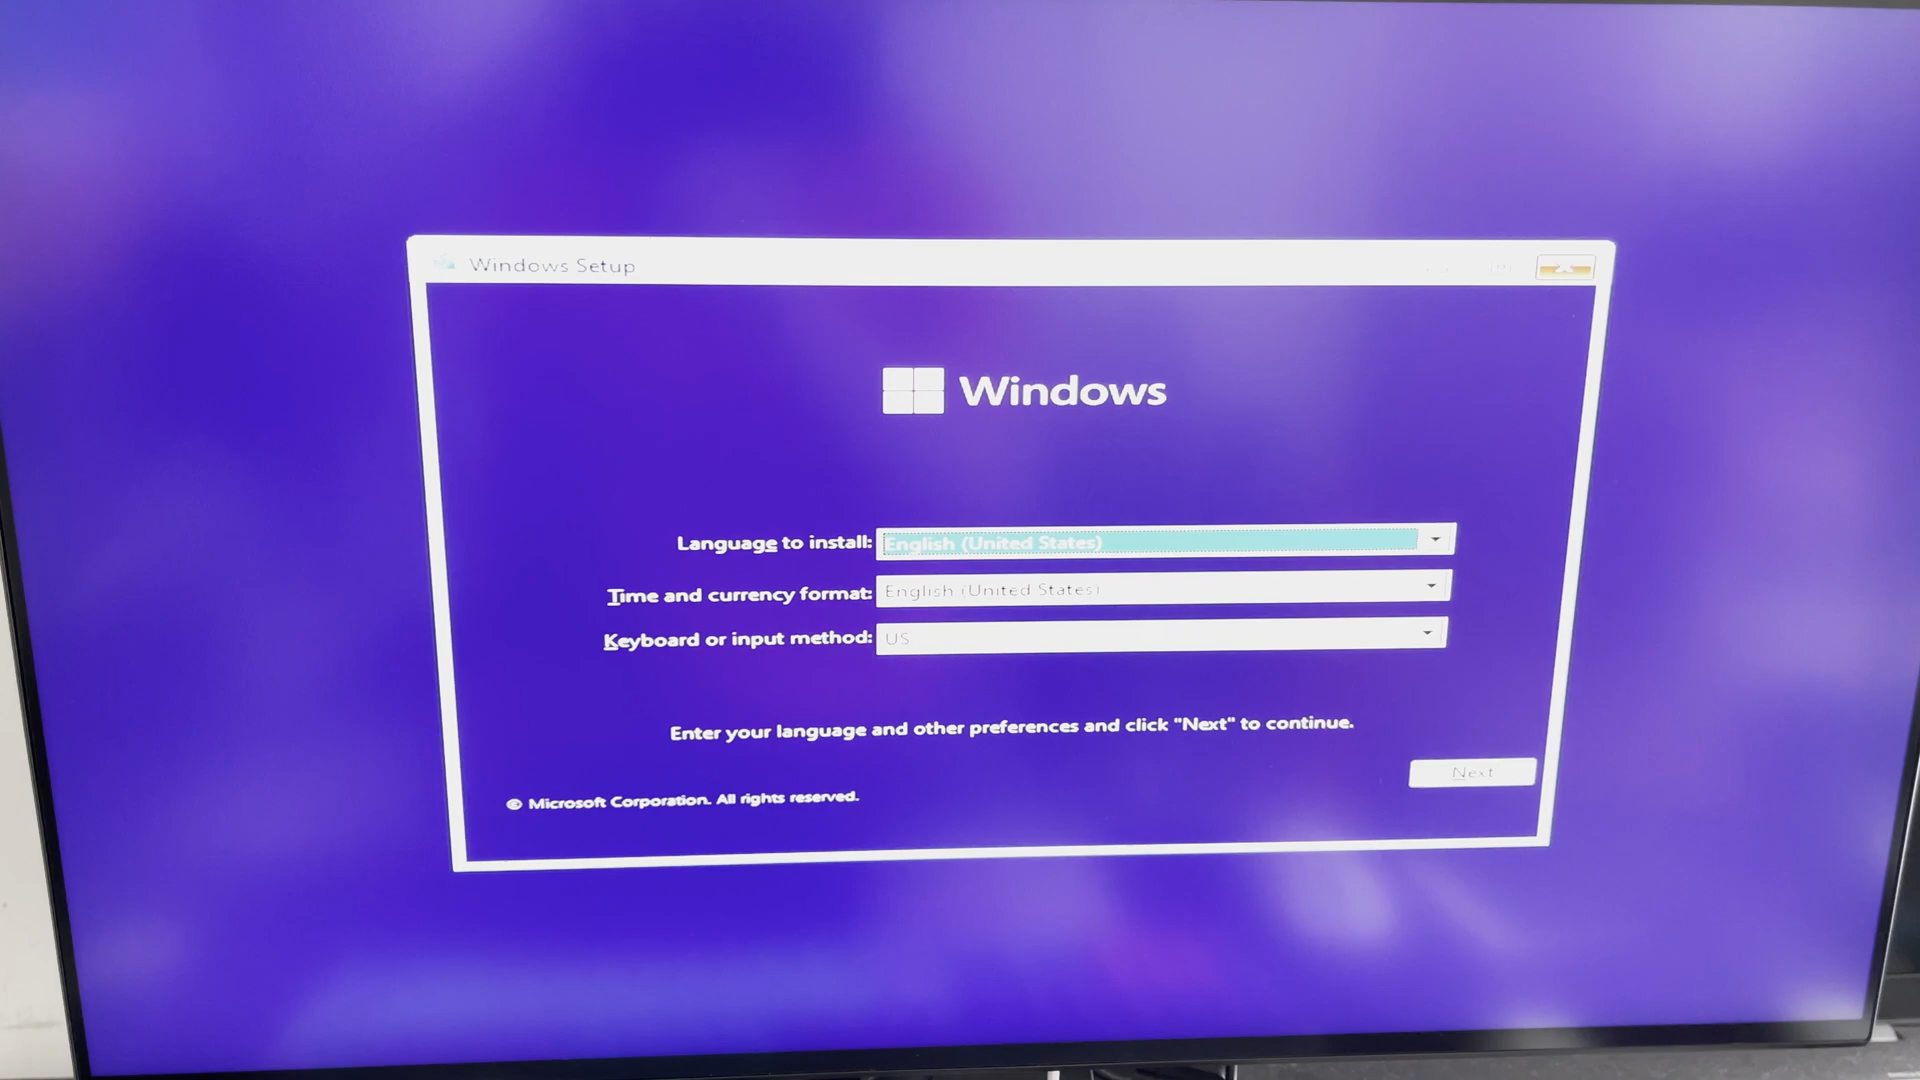 Windows Setup
Windows
Language to install: English (United States)
Time and currency format: English (United States)
Keyboard or input method: US
Enter your language and other preferences and click "Next" to continue.
Next
© Microsoft Corporation. All rights reserved.